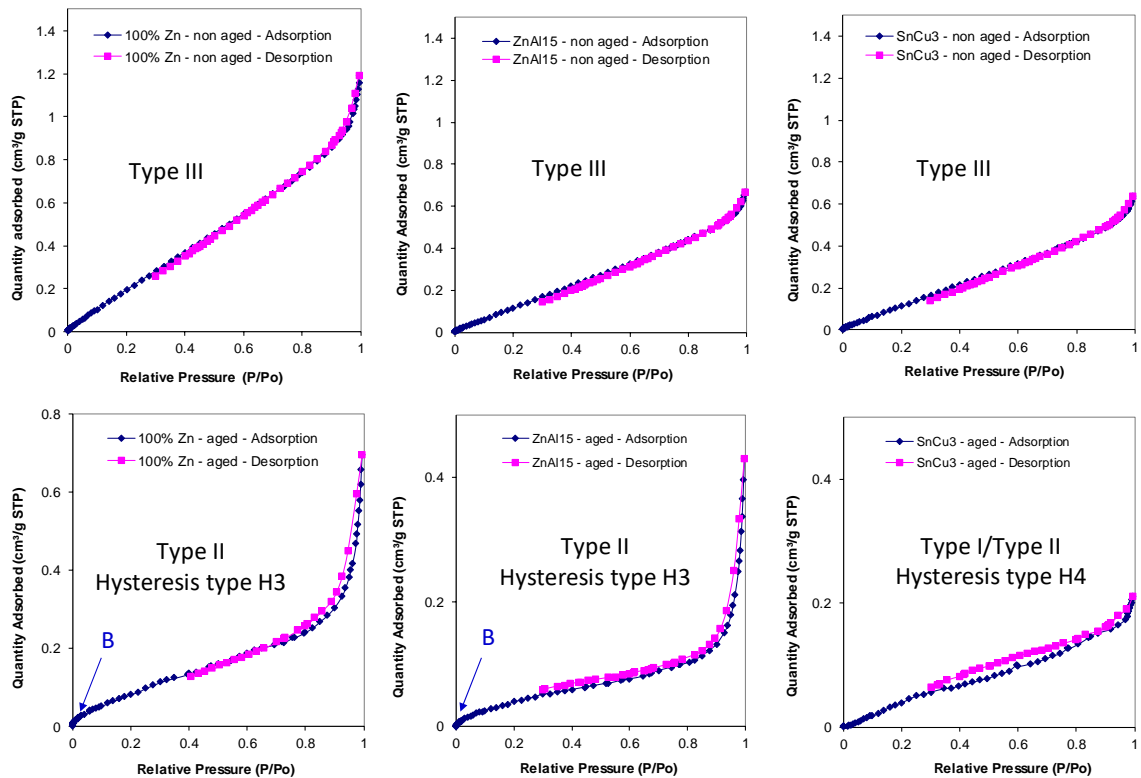 100% Zn - non aged - Adsorption
100% Zn - non aged - Desorption
Type III
Quantity adsorbed (cm³/g STP)
1.4
1.2
1.0
0.8
0.6
0.4
0.2
0
0 0.2 0.4 0.6 0.8 1
Relative Pressure (P/Po)
ZnAl15 - non aged - Adsorption
ZnAl15 - non aged - Desorption
Type III
Quantity Adsorbed (cm³/g STP)
1.4
1.2
1.0
0.8
0.6
0.4
0.2
0
0 0.2 0.4 0.6 0.8 1
Relative Pressure (P/Po)
SnCu3 - non aged - Adsorption
SnCu3 - non aged - Desorption
Type III
Quantity Adsorbed (cm³/g STP)
1.4
1.2
1.0
0.8
0.6
0.4
0.2
0
0 0.2 0.4 0.6 0.8 1
Relative Pressure (P/Po)
100% Zn - aged - Adsorption
100% Zn - aged - Desorption
Type II
Hysteresis type H3
B
Quantity Adsorbed (cm³/g STP)
0.8
0.6
0.4
0.2
0
0 0.2 0.4 0.6 0.8 1
Relative Pressure (P/Po)
ZnAl15 - aged - Adsorption
ZnAl15 - aged - Desorption
Type II
Hysteresis type H3
B
Quantity Adsorbed (cm³/g STP)
0.4
0.2
0
0 0.2 0.4 0.6 0.8 1
Relative Pressure (P/Po)
SnCu3 - aged - Adsorption
SnCu3 - aged - Desorption
Type I/Type II
Hysteresis type H4
Quantity Adsorbed (cm³/g STP)
0.4
0.2
0
0 0.2 0.4 0.6 0.8 1
Relative Pressure (P/Po)